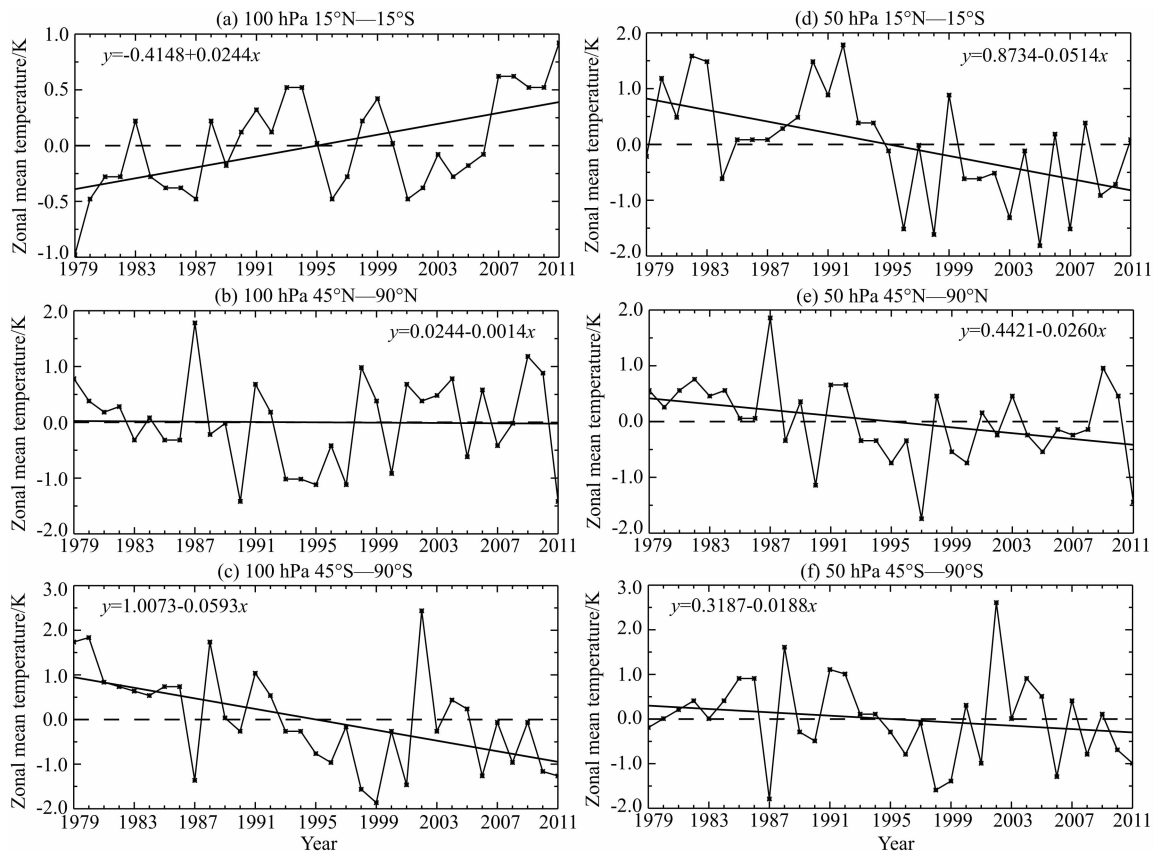 (a) 100 hPa 15°N—15°S
y=-0.4148+0.0244x
Zonal mean temperature/K
1.0
0.5
0.0
-0.5
-1.0
1979 1983 1987 1991 1995 1999 2003 2007 2011
(d) 50 hPa 15°N—15°S
y=0.8734-0.0514x
Zonal mean temperature/K
2.0
1.0
0.0
-1.0
-2.0
1979 1983 1987 1991 1995 1999 2003 2007 2011
(b) 100 hPa 45°N—90°N
y=0.0244-0.0014x
Zonal mean temperature/K
2.0
1.0
0.0
-1.0
-2.0
1979 1983 1987 1991 1995 1999 2003 2007 2011
(e) 50 hPa 45°N—90°N
y=0.4421-0.0260x
Zonal mean temperature/K
2.0
1.0
0.0
-1.0
-2.0
1979 1983 1987 1991 1995 1999 2003 2007 2011
(c) 100 hPa 45°S—90°S
y=1.0073-0.0593x
Zonal mean temperature/K
3.0
2.0
1.0
0.0
-1.0
-2.0
1979 1983 1987 1991 1995 1999 2003 2007 2011
Year
(f) 50 hPa 45°S—90°S
y=0.3187-0.0188x
Zonal mean temperature/K
3.0
2.0
1.0
0.0
-1.0
-2.0
1979 1983 1987 1991 1995 1999 2003 2007 2011
Year